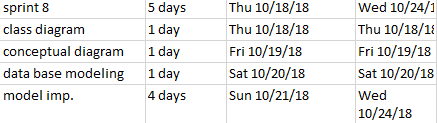 sprint 8 5 days Thu 10/18/18 Wed 10/24/1
class diagram 1 day Thu 10/18/18 Thu 10/18/18
conceptual diagram 1 day Fri 10/19/18 Fri 10/19/18
data base modeling 1 day Sat 10/20/18 Sat 10/20/18
model imp. 4 days Sun 10/21/18 Wed
10/24/18